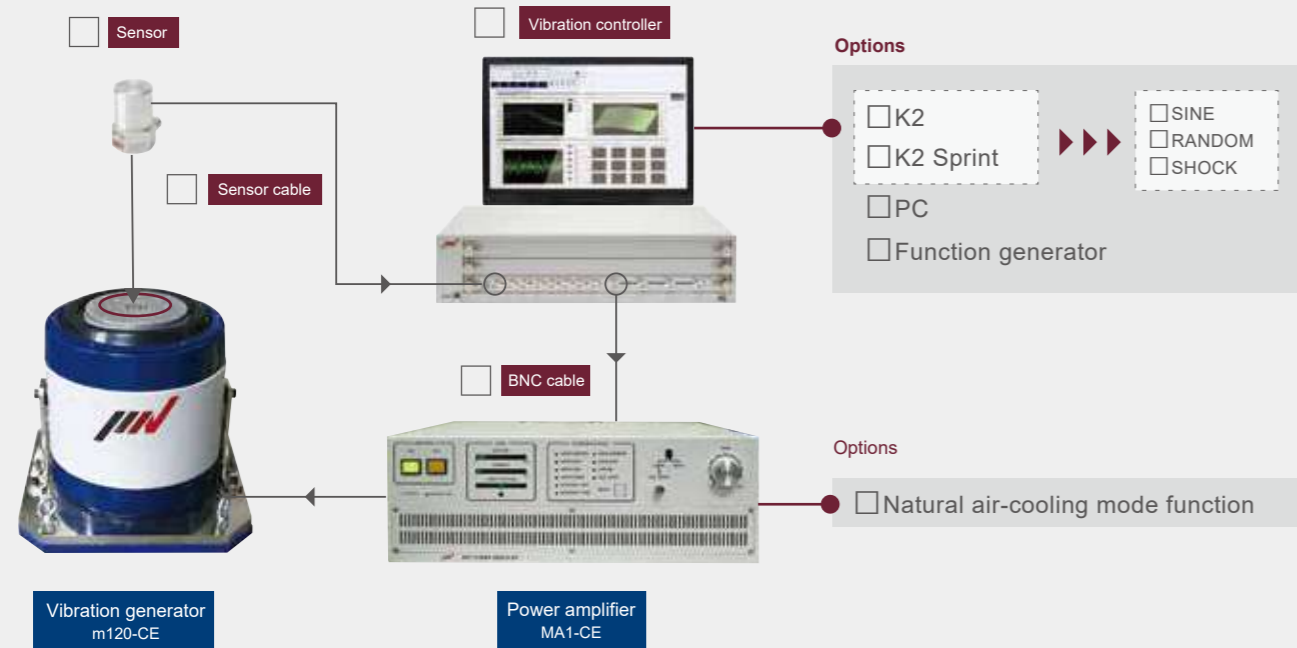 Sensor
Vibration controller
Options
☐K2
☐K2 Sprint
☐SINE
☐RANDOM
☐SHOCK
☐PC
☐Function generator
Sensor cable
BNC cable
Options
☐Natural air-cooling mode function
Vibration generator
m120-CE
Power amplifier
MA1-CE